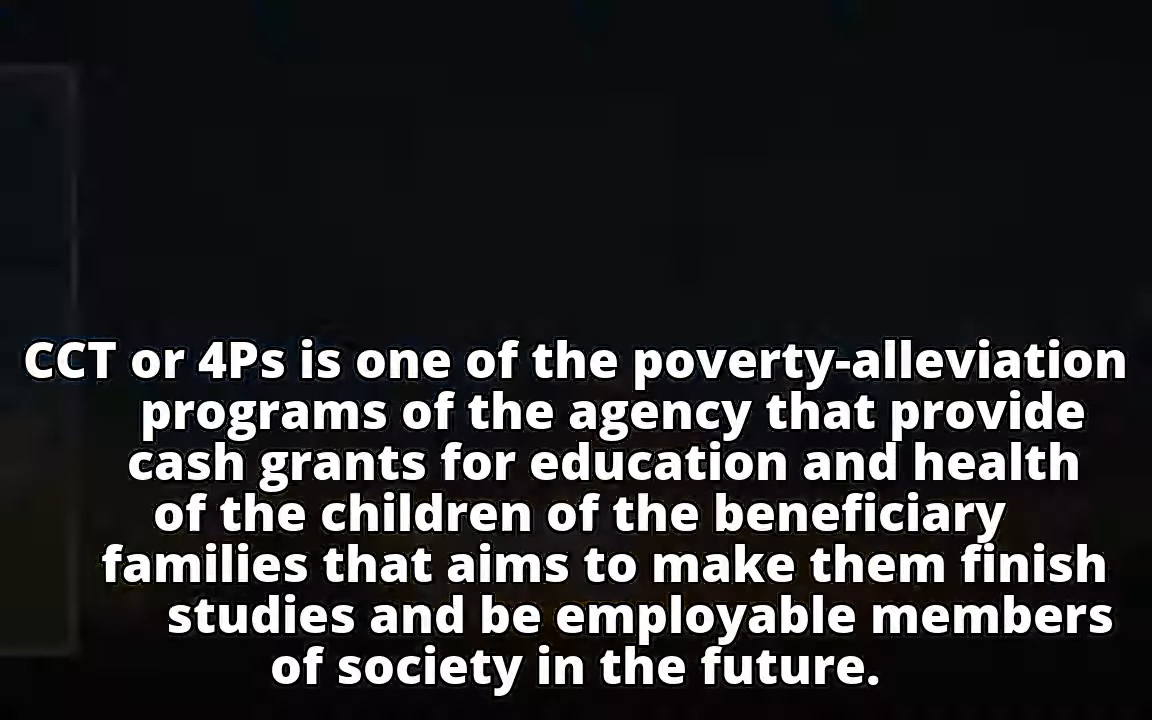 CCT or 4Ps is one of the poverty-alleviation
programs of the agency that provide
cash grants for education and health
of the children of the beneficiary
families that aims to make them finish
studies and be employable members
of society in the future.